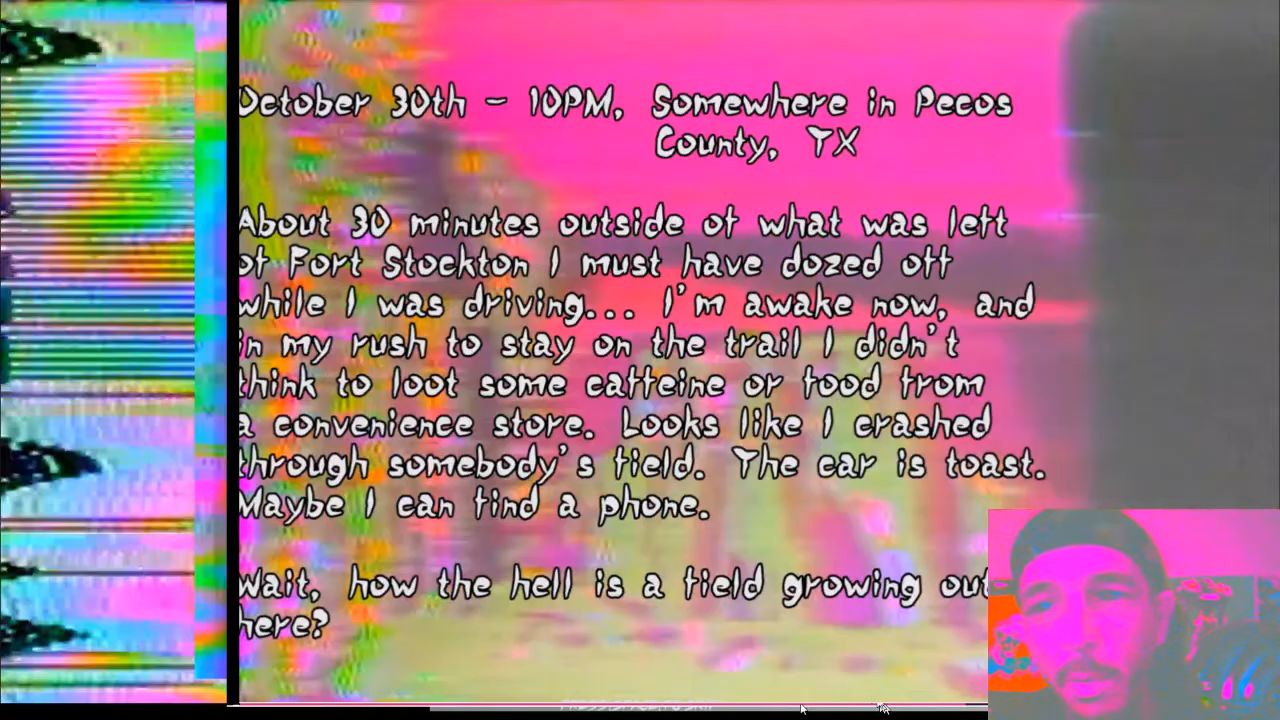 October 30th - 10PM, Somewhere in Pecos
County, TX
About 30 minutes outside of what was left
of Fort Stockton I must have dozed off
while I was driving... I'm awake now, and
in my rush to stay on the trail I didn't
think to loot some caffeine or food from
a convenience store. Looks like I crashed
through somebody's field. The car is toast.
Maybe I can find a phone.
Wait, how the hell is a field growing out
here?